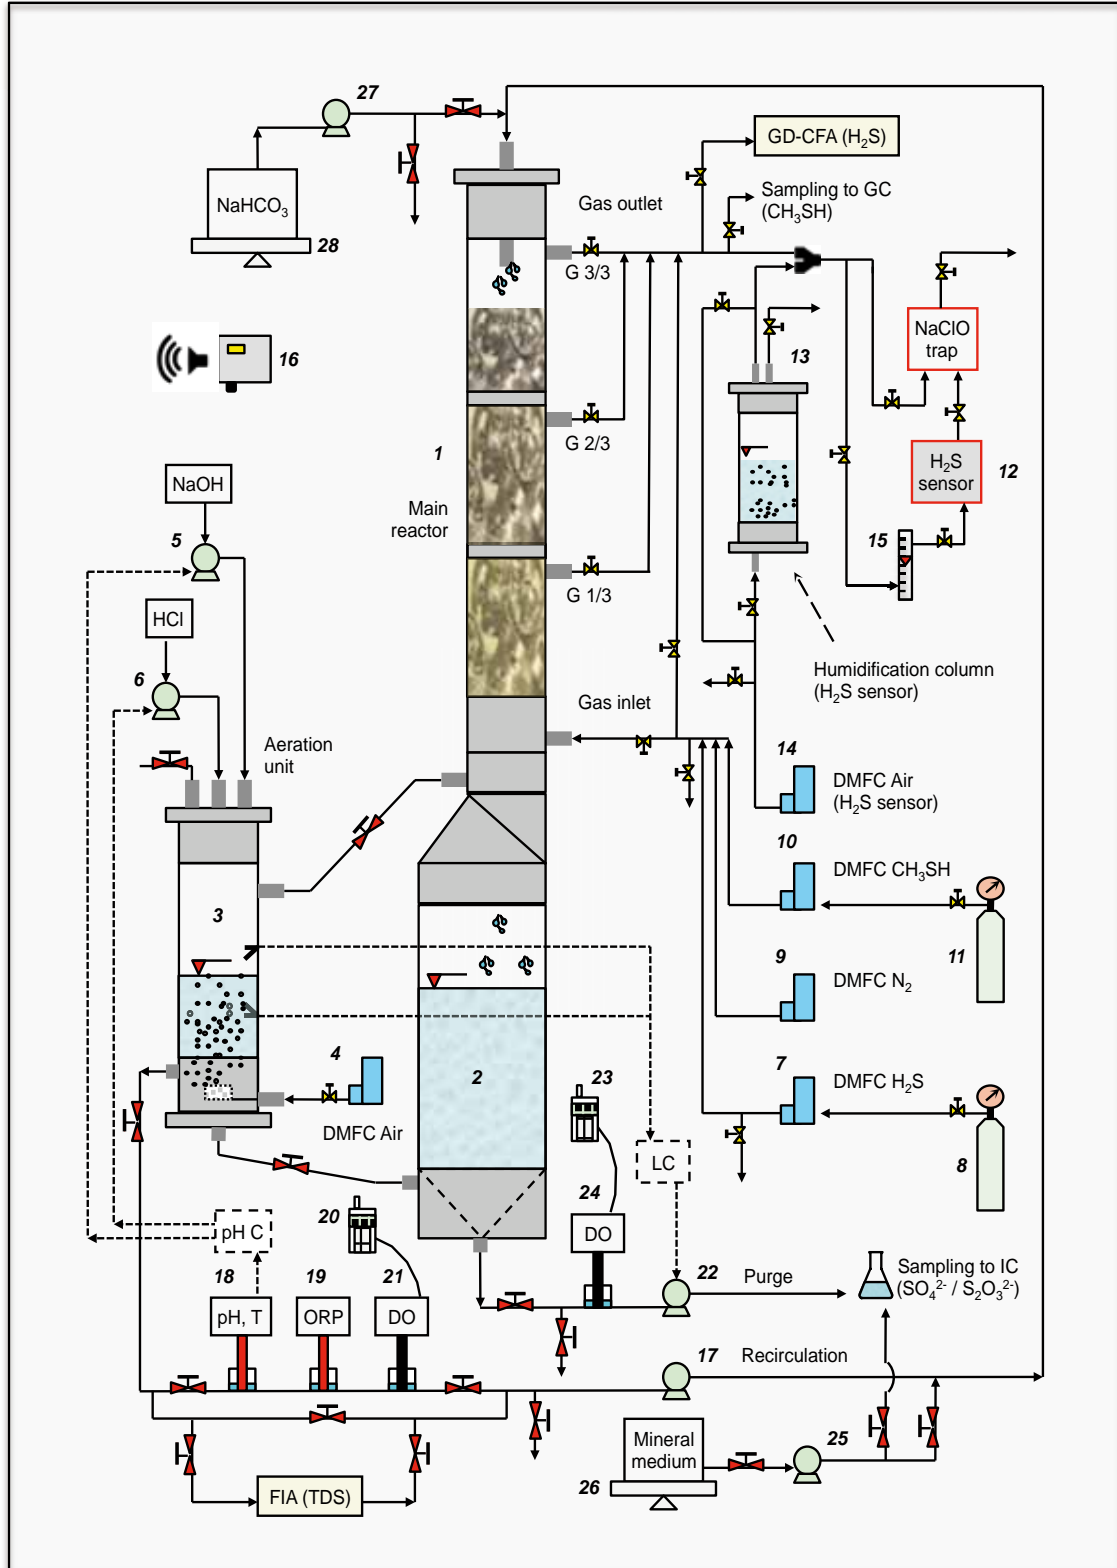 27
GD-CFA (H₂S)
Sampling to GC
(CH₃SH)
NaHCO₃
28
Gas outlet
G 3/3
16
13
NaClO
trap
1
G 2/3
NaOH
Main
reactor
H₂S
sensor
12
5
15
G 1/3
HCl
6
Humidification column
(H₂S sensor)
Gas inlet
Aeration
unit
14
DMFC Air
(H₂S sensor)
10
DMFC CH₃SH
3
11
9
DMFC N₂
4
2
23
7
DMFC H₂S
DMFC Air
LC
8
24
20
pH C
DO
18
19
21
22
Purge
Sampling to IC
(SO₄²⁻ / S₂O₃²⁻)
pH, T
ORP
DO
17
Recirculation
Mineral
medium
25
26
FIA (TDS)